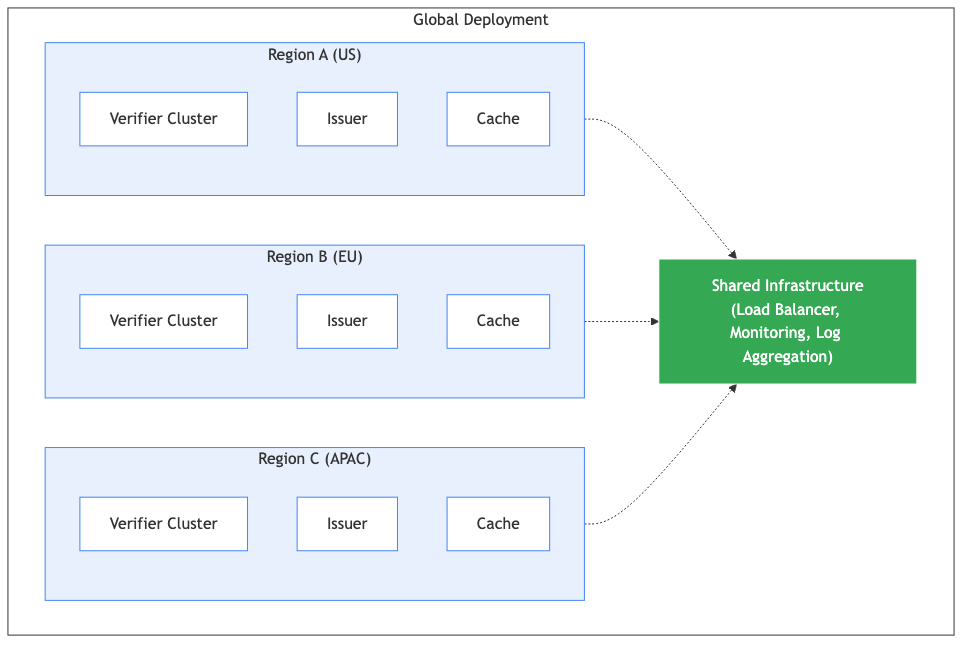 Global Deployment
Region A (US)
Verifier Cluster
Issuer
Cache
Region B (EU)
Verifier Cluster
Issuer
Cache
Shared Infrastructure
(Load Balancer,
Monitoring, Log
Aggregation)
Region C (APAC)
Verifier Cluster
Issuer
Cache